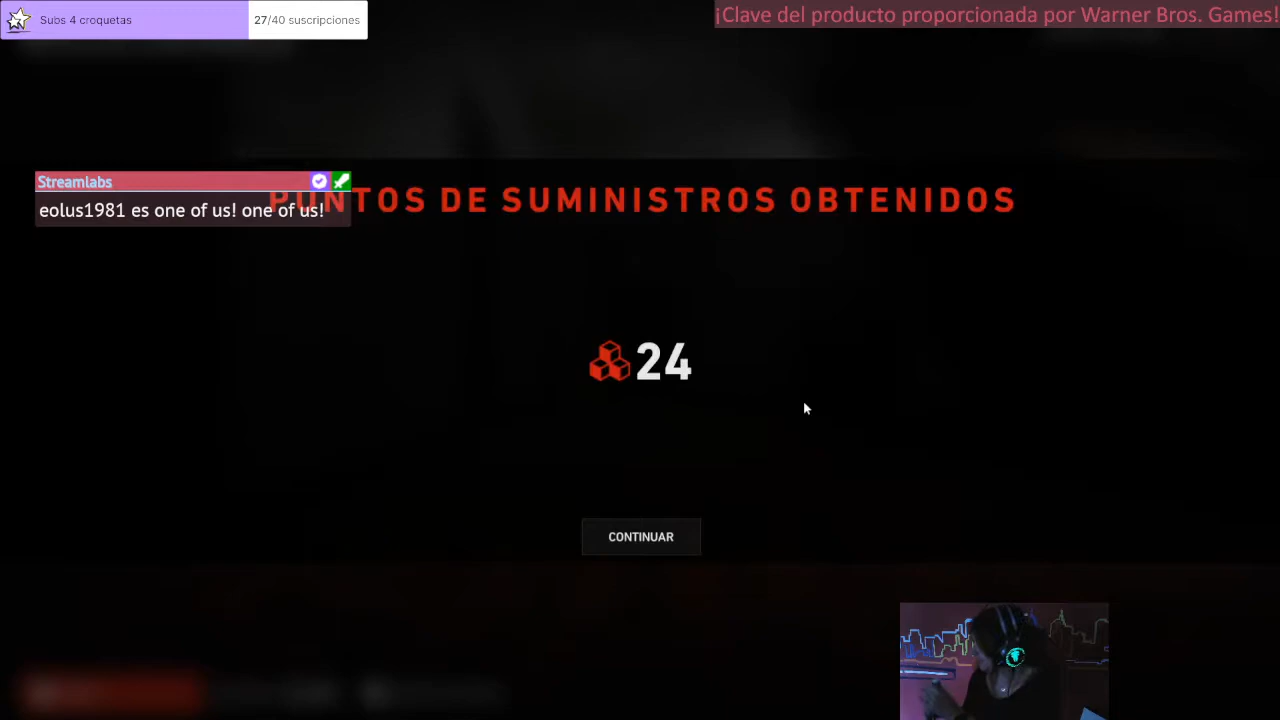 Subs 4 croquetas
27/40 suscripciones
¡Clave del producto proporcionada por Warner Bros. Games!
Streamlabs
eolus1981 es one of us! one of us!
PUNTOS DE SUMINISTROS OBTENIDOS
24
CONTINUAR